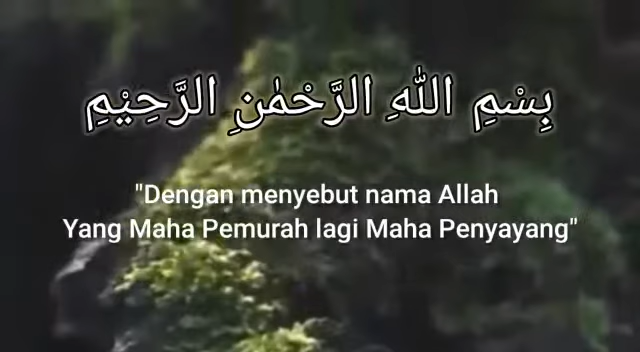 بِسْمِ اللّٰهِ الرَّحْمٰنِ الرَّحِيْمِ
"Dengan menyebut nama Allah
Yang Maha Pemurah lagi Maha Penyayang"